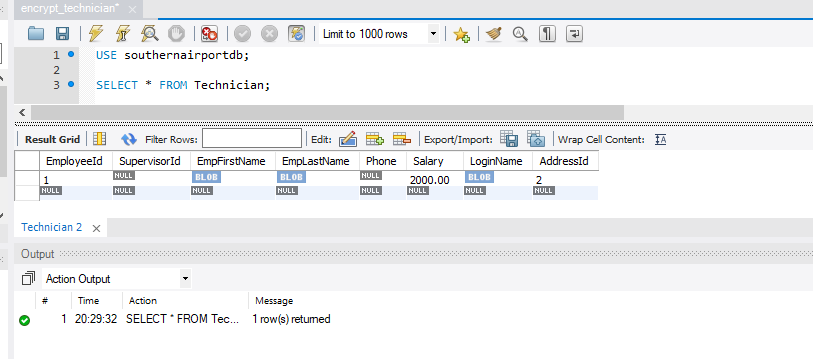 encrypt_technician* ×
Limit to 1000 rows
1 USE southernairportdb;
2
3 SELECT * FROM Technician;
Result Grid Filter Rows: Edit: Export/Import: Wrap Cell Content: IA
EmployeeId SupervisorId EmpFirstName EmpLastName Phone Salary LoginName AddressId
1 NULL BLOB BLOB NULL 2000.00 BLOB 2
NULL NULL NULL NULL NULL NULL NULL NULL
Technician 2 ×
Output
Action Output
# Time Action Message
1 20:29:32 SELECT * FROM Tec... 1 row(s) returned